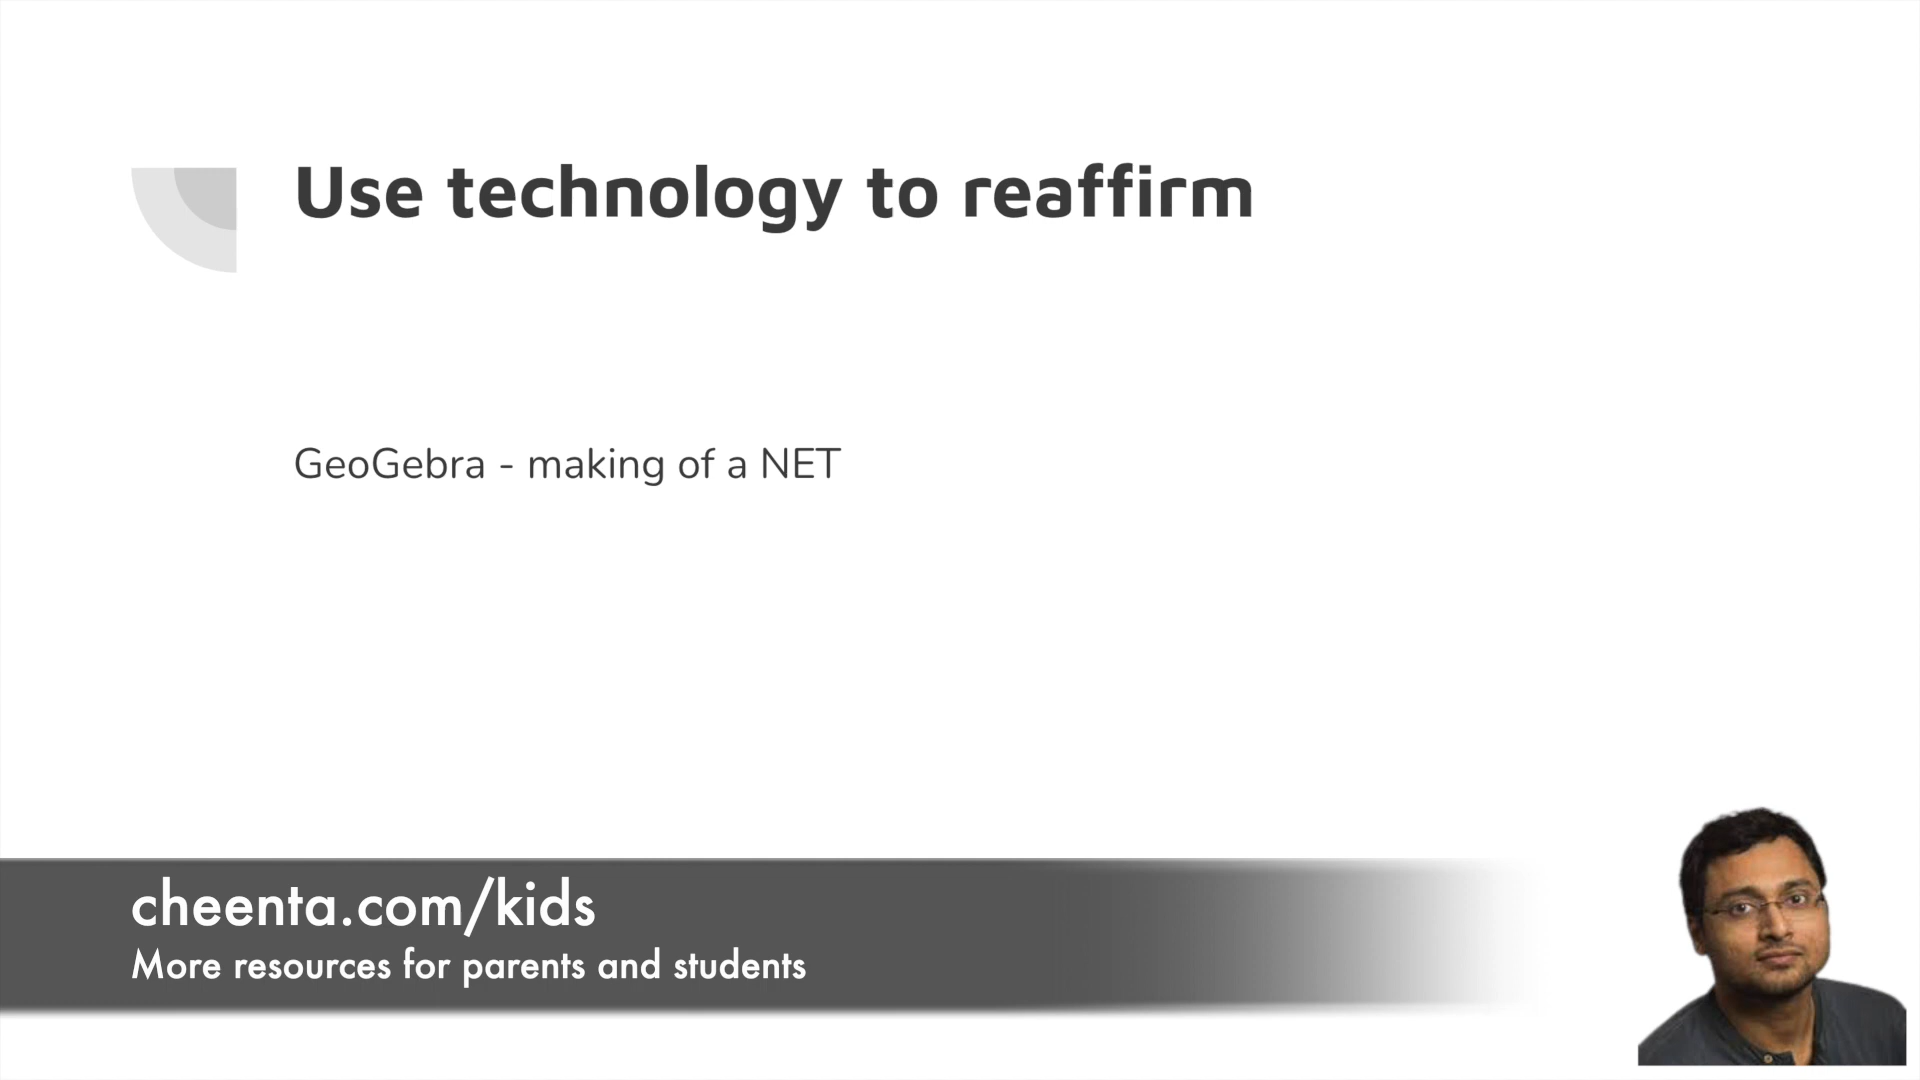 Use technology to reaffirm
GeoGebra - making of a NET
cheenta.com/kids
More resources for parents and students